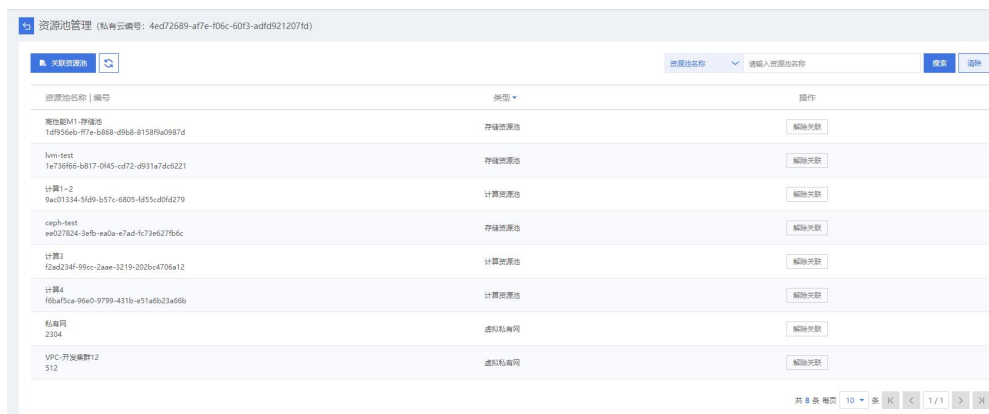 资源池管理 (私有云编号: 4ed72689-af7e-f06c-60f3-adfd921207fd)
关联资源池
资源池名称 请输入资源池名称 搜索 清除
资源池名称 | 编号 类型 操作
高性能M1-存储池
1df956eb-ff7e-b868-d9b8-8158f9a0987d
存储资源池 解除关联
lvm-test
1e736f66-b817-0f45-cd72-d931a7dc6221
存储资源池 解除关联
计算1~2
9ac01334-5fd9-b57c-6805-fd55cd0fd279
计算资源池 解除关联
ceph-test
ee027824-3efb-ea0a-e7ad-fc73e627fb6c
存储资源池 解除关联
计算3
f2ad234f-99cc-2aae-3219-202bc4706a12
计算资源池 解除关联
计算4
f6baf5ca-96e0-9799-431b-e51a6b23a66b
计算资源池 解除关联
私有网
2304
虚拟私有网 解除关联
VPC-开发集群12
512
虚拟私有网 解除关联
共 8 条 每页 10 条 1 / 1